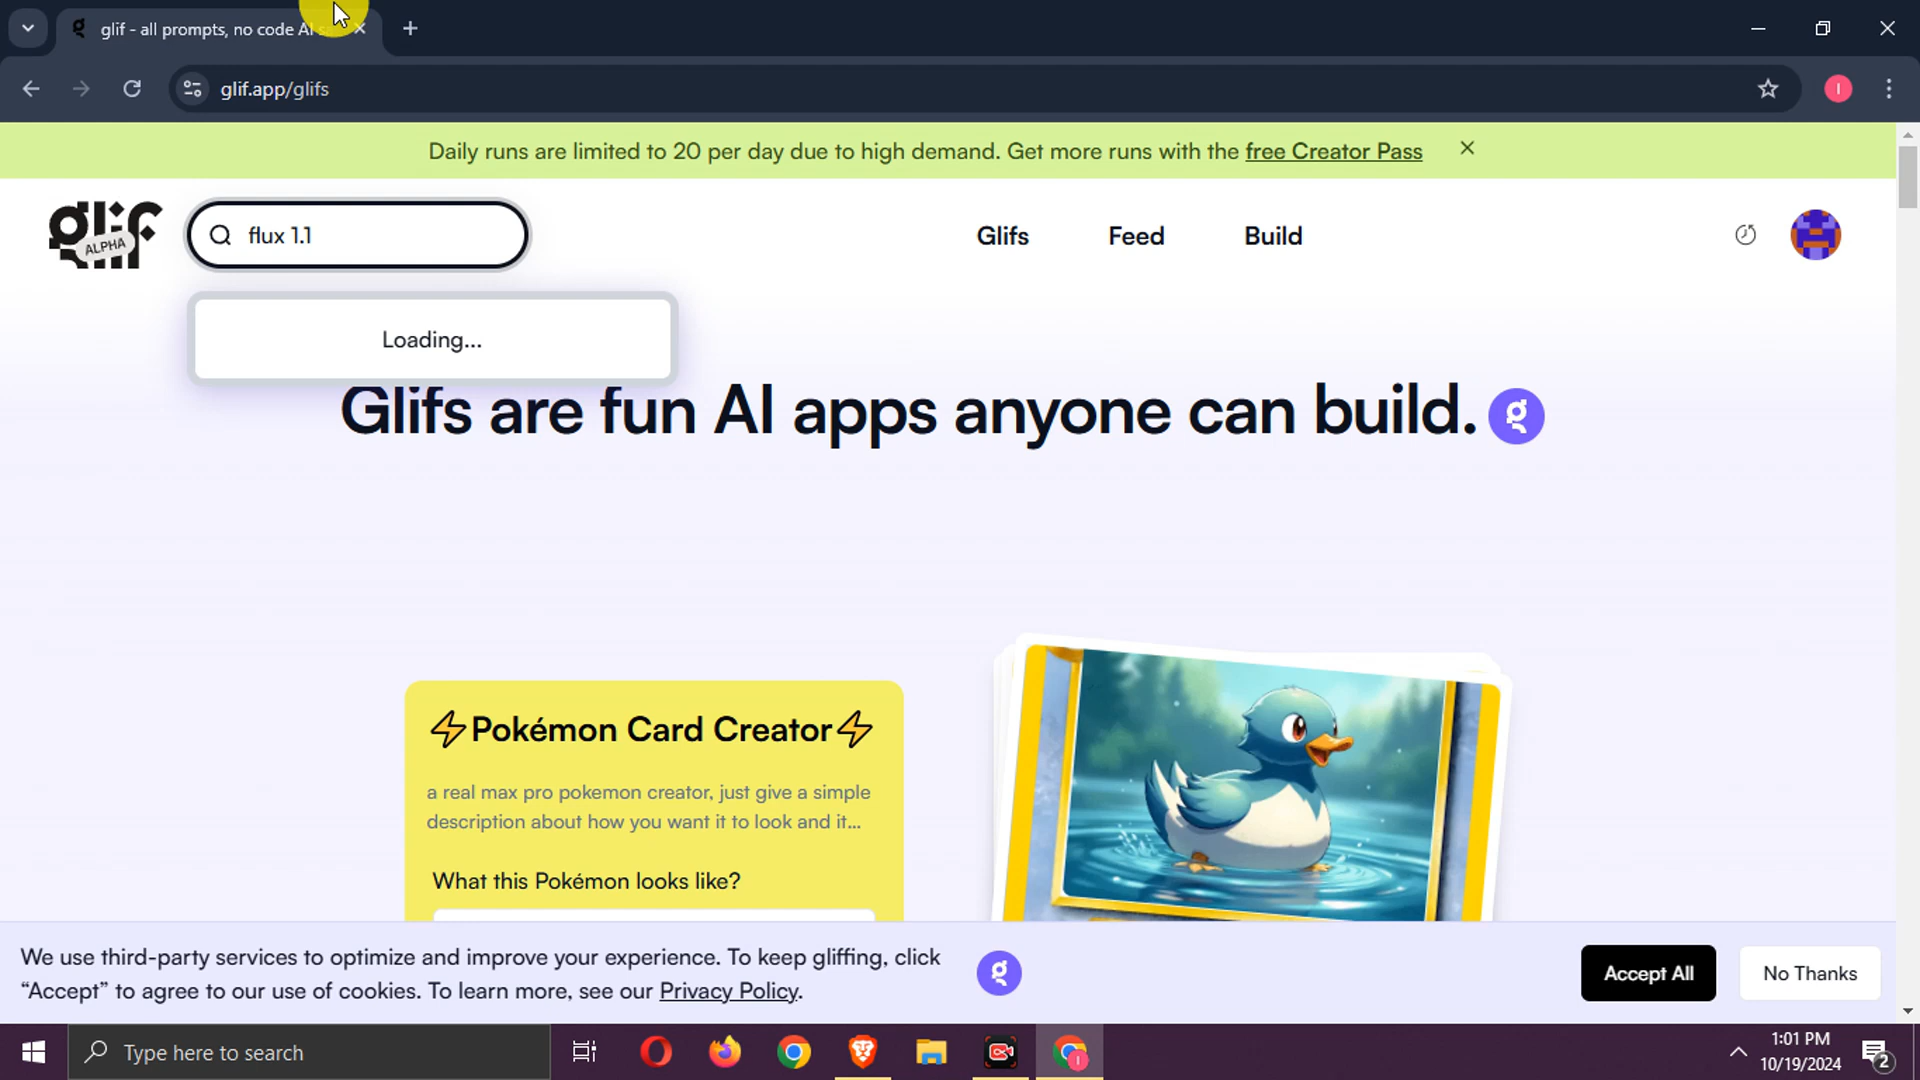 glif - all prompts, no code AI s
glif.app/glifs
Daily runs are limited to 20 per day due to high demand. Get more runs with the free Creator Pass
glif
ALPHA
flux 1.1
Glifs
Feed
Build
Loading...
Glifs are fun AI apps anyone can build.
⚡Pokémon Card Creator⚡
a real max pro pokemon creator, just give a simple
description about how you want it to look and it...
What this Pokémon looks like?
We use third-party services to optimize and improve your experience. To keep gliffing, click
“Accept” to agree to our use of cookies. To learn more, see our Privacy Policy.
Accept All
No Thanks
Type here to search
1:01 PM
10/19/2024
2